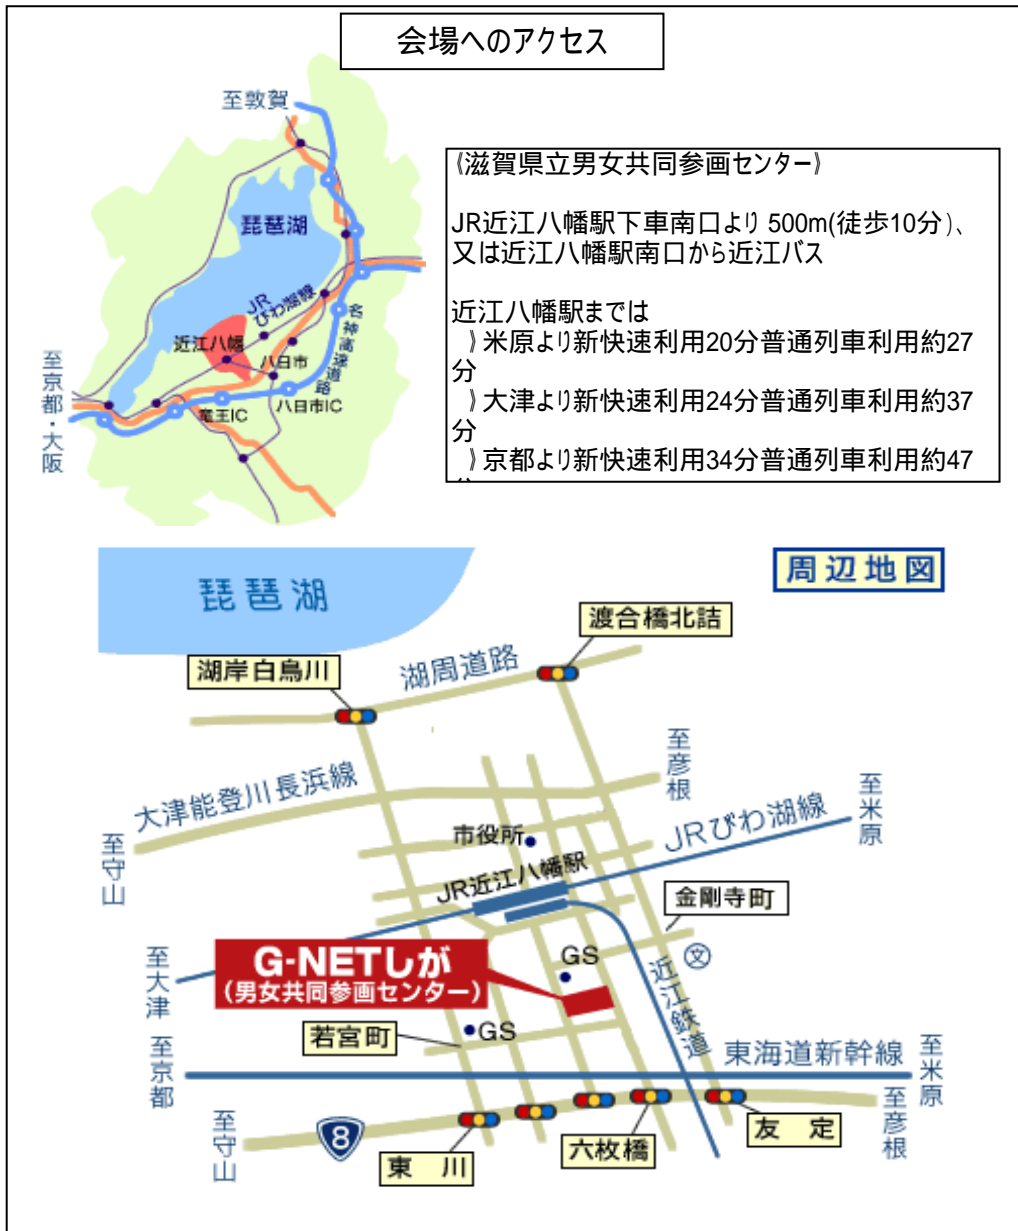 会場へのアクセス
至敦賀
琵琶湖
JR
びわ湖線
名神高速道路
近江八幡
八日市
八日市IC
竜王IC
至京都・大阪
《滋賀県立男女共同参画センター》
JR近江八幡駅下車南口より 500m(徒歩10分)、
又は近江八幡駅南口から近江バス
近江八幡駅までは
》米原より新快速利用20分普通列車利用約27
分
》大津より新快速利用24分普通列車利用約37
分
》京都より新快速利用34分普通列車利用約47
周辺地図
琵琶湖
渡合橋北詰
湖岸白鳥川
湖周道路
至彦根
大津能登川長浜線
至米原
JRびわ湖線
至守山
市役所
JR近江八幡駅
金剛寺町
G-NETしが
(男女共同参画センター)
GS
文
至大津
近江鉄道
若宮町
GS
東海道新幹線
至京都
至米原
至守山
8
東 川
六枚橋
友 定
至彦根